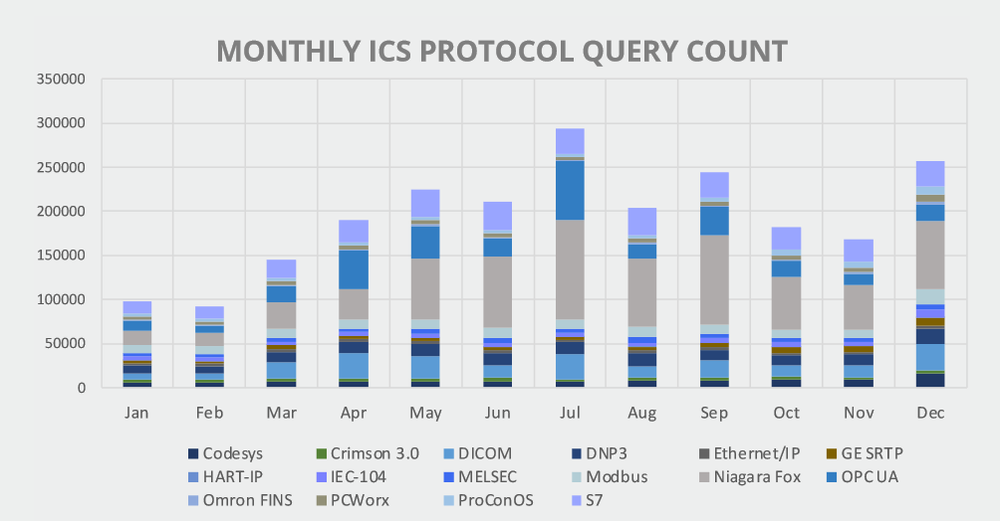 MONTHLY ICS PROTOCOL QUERY COUNT
350000
300000
250000
200000
150000
100000
50000
0
Jan Feb Mar Apr May Jun Jul Aug Sep Oct Nov Dec
Codesys Crimson 3.0 DICOM DNP3 Ethernet/IP GE SRTP
HART-IP IEC-104 MELSEC Modbus Niagara Fox OPC UA
Omron FINS PCWorx ProConOS S7